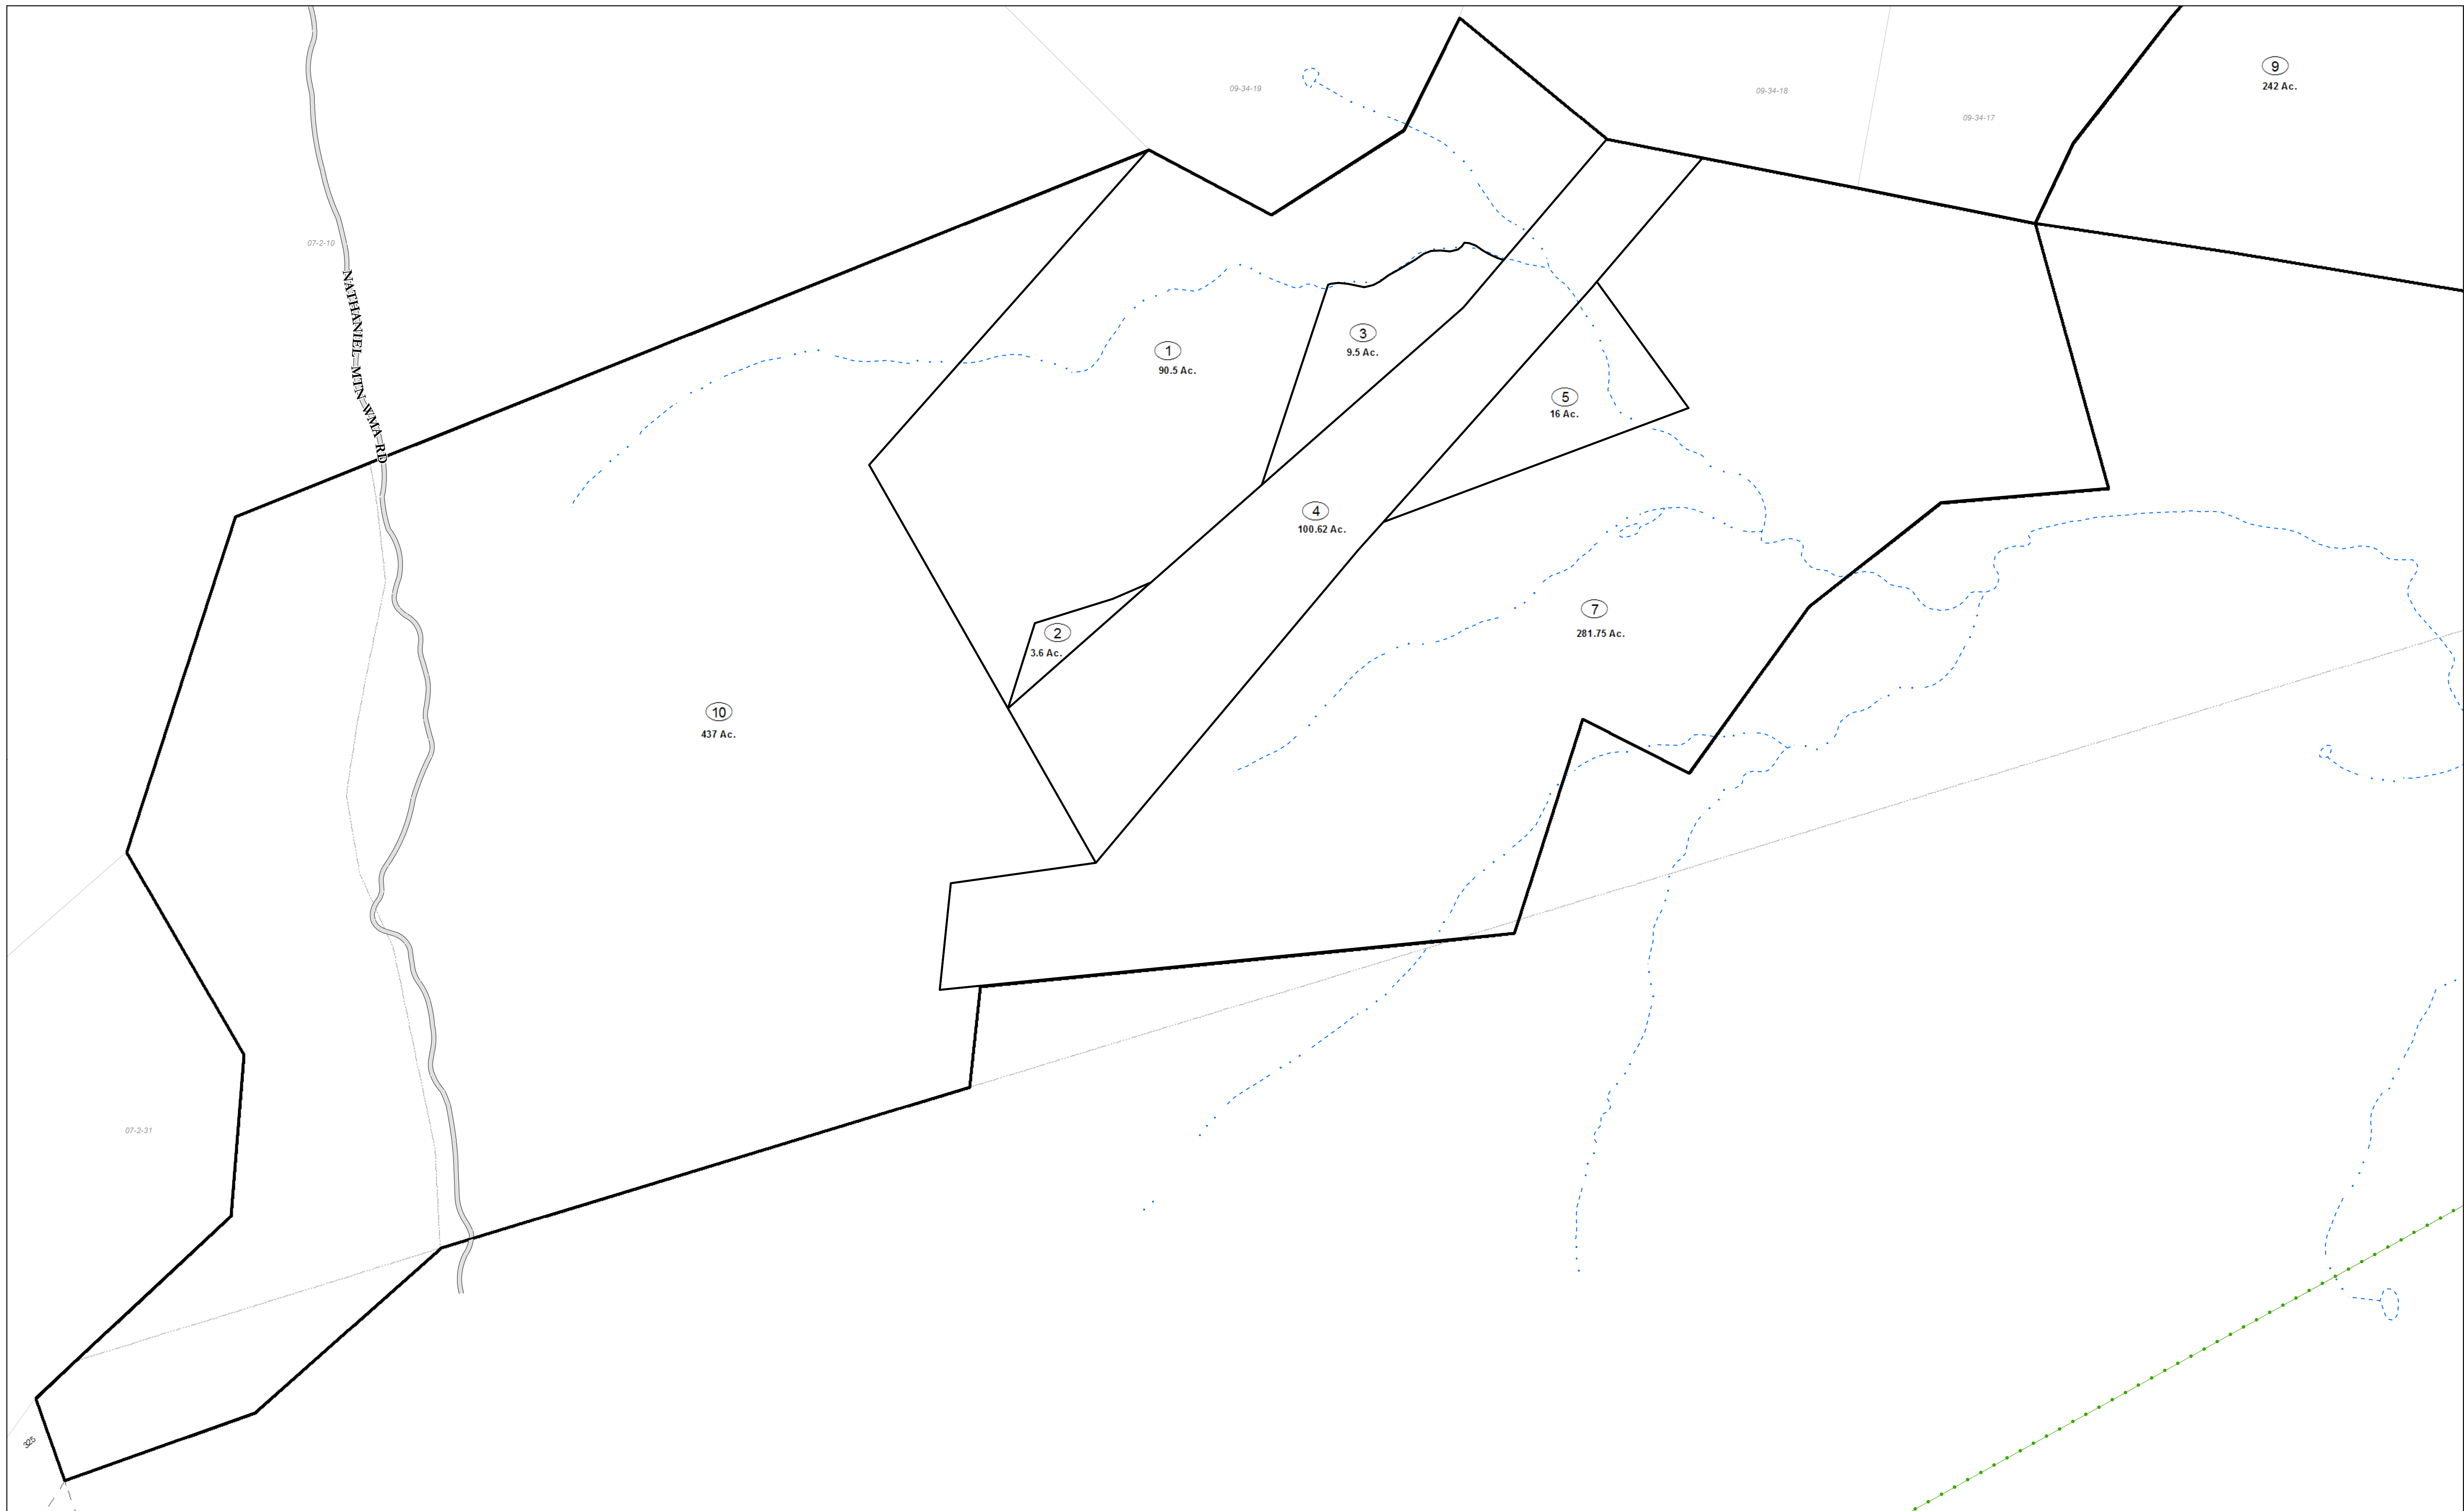 9
242 Ac.
09-34-19
09-34-18
09-34-17
07-2-10
NATHANIEL MTN WMA RD
1
90.5 Ac.
3
9.5 Ac.
5
16 Ac.
4
100.62 Ac.
7
281.75 Ac.
2
3.6 Ac.
10
437 Ac.
07-2-31
325